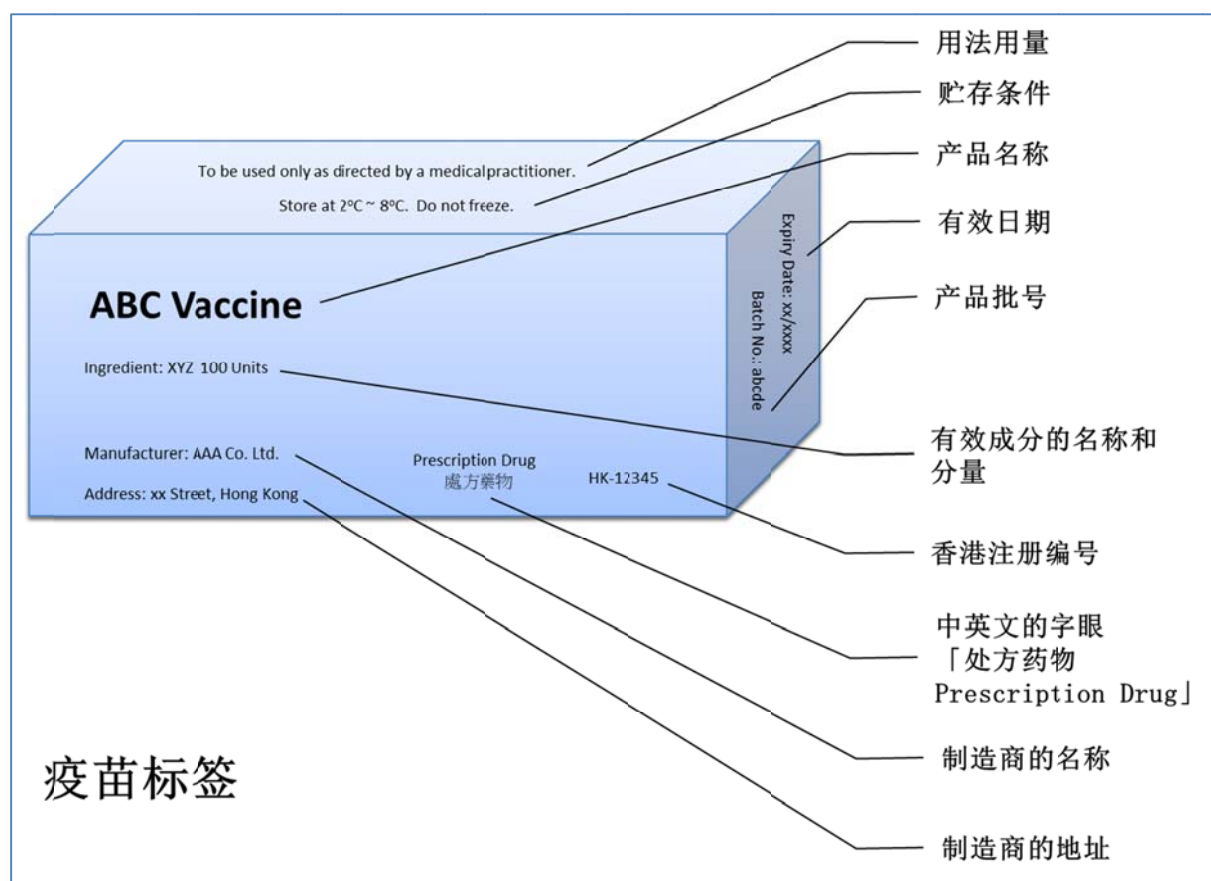 用法用量
贮存条件
产品名称
有效日期
产品批号
有效成分的名称和
分量
香港注册编号
中英文的字眼
「处方药物
Prescription Drug」
制造商的名称
制造商的地址
To be used only as directed by a medicalpractitioner.
Store at 2⁰C ~ 8⁰C. Do not freeze.
ABC Vaccine
Ingredient: XYZ 100 Units
Manufacturer: AAA Co. Ltd.
Address: xx Street, Hong Kong
Prescription Drug
處方藥物
HK-12345
Expiry Date: xx/xxxx
Batch No.: abcde
疫苗标签